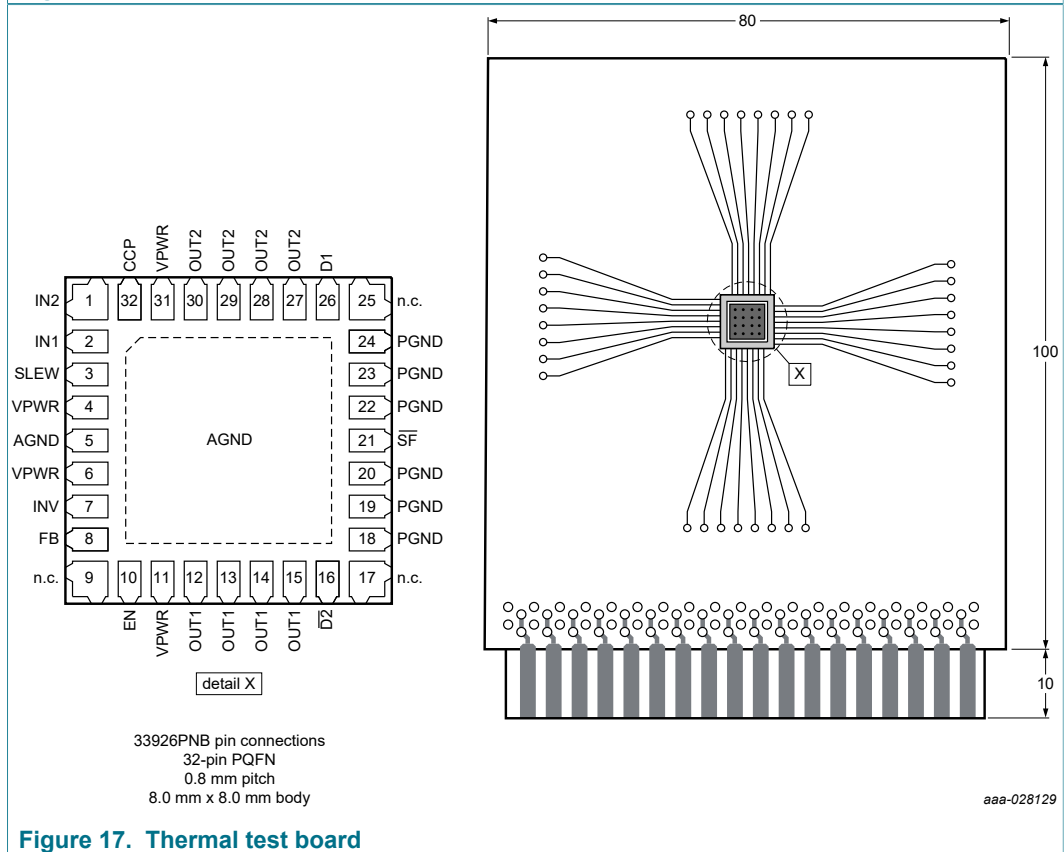 80
100
10
X
CCP
VPWR
OUT2
OUT2
OUT2
OUT2
D1
32
31
30
29
28
27
26
IN2 1
25 n.c.
IN1 2
24 PGND
SLEW 3
23 PGND
VPWR 4
22 PGND
AGND 5
AGND
21 SF
VPWR 6
20 PGND
INV 7
19 PGND
FB 8
18 PGND
n.c. 9
10
11
12
13
14
15
16
17 n.c.
EN
VPWR
OUT1
OUT1
OUT1
OUT1
D2
detail X
33926PNB pin connections
32-pin PQFN
0.8 mm pitch
8.0 mm x 8.0 mm body
aaa-028129
Figure 17. Thermal test board